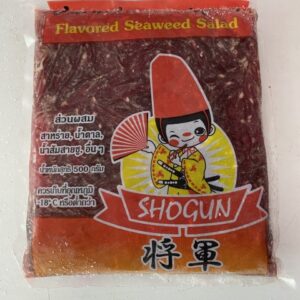 Flavored Seaweed Salad
ส่วนผสม
สาหร่าย, น้ำตาล,
น้ำส้มสายชู, อื่น ๆ
น้ำหนักสุทธิ 500 กรัม
ควรเก็บที่อุณหภูมิ
-18°C หรือต่ำกว่า
SHOGUN
将軍